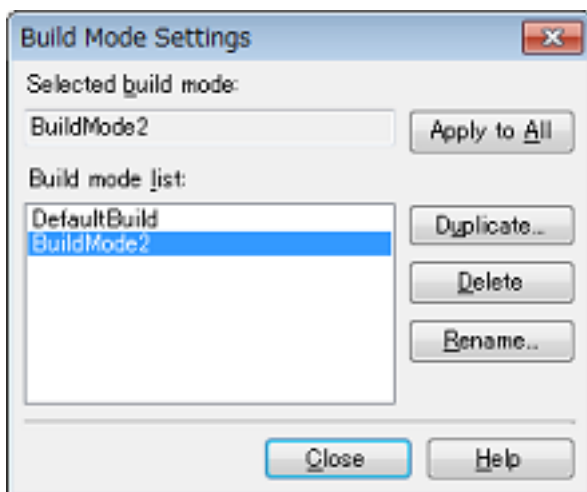 Build Mode Settings
Selected build mode:
BuildMode2
Apply to All
Build mode list:
DefaultBuild
BuildMode2
Duplicate...
Delete
Rename...
Close
Help